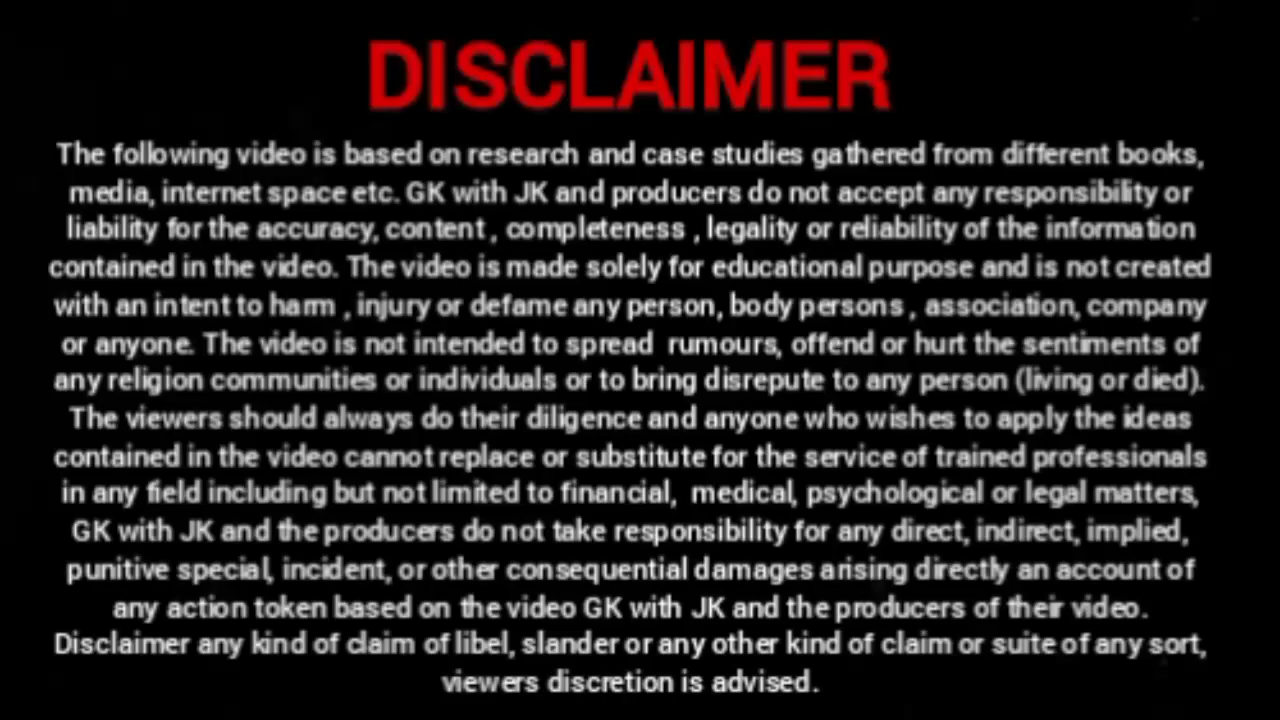 DISCLAIMER
The following video is based on research and case studies gathered from different books,
media, internet space etc. GK with JK and producers do not accept any responsibility or
liability for the accuracy, content , completeness , legality or reliability of the information
contained in the video. The video is made solely for educational purpose and is not created
with an intent to harm , injury or defame any person, body persons , association, company
or anyone. The video is not intended to spread rumours, offend or hurt the sentiments of
any religion communities or individuals or to bring disrepute to any person (living or died).
The viewers should always do their diligence and anyone who wishes to apply the ideas
contained in the video cannot replace or substitute for the service of trained professionals
in any field including but not limited to financial, medical, psychological or legal matters,
GK with JK and the producers do not take responsibility for any direct, indirect, implied,
punitive special, incident, or other consequential damages arising directly an account of
any action token based on the video GK with JK and the producers of their video.
Disclaimer any kind of claim of libel, slander or any other kind of claim or suite of any sort,
viewers discretion is advised.